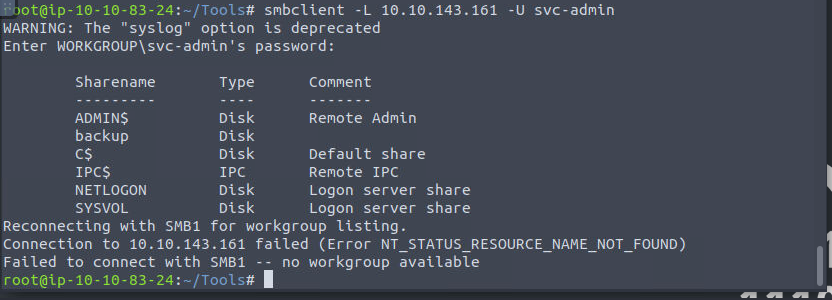 root@ip-10-10-83-24:~/Tools# smbclient -L 10.10.143.161 -U svc-admin
WARNING: The "syslog" option is deprecated
Enter WORKGROUP\svc-admin's password:
Sharename Type Comment
--------- ---- -------
ADMIN$ Disk Remote Admin
backup Disk
C$ Disk Default share
IPC$ IPC Remote IPC
NETLOGON Disk Logon server share
SYSVOL Disk Logon server share
Reconnecting with SMB1 for workgroup listing.
Connection to 10.10.143.161 failed (Error NT_STATUS_RESOURCE_NAME_NOT_FOUND)
Failed to connect with SMB1 -- no workgroup available
root@ip-10-10-83-24:~/Tools#